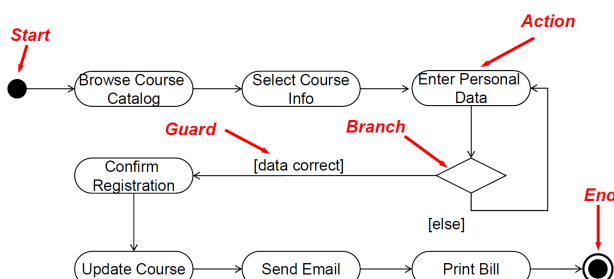 Start
Action
Browse Course
Catalog
Select Course
Info
Enter Personal
Data
Guard
Branch
[data correct]
Confirm
Registration
[else]
End
Update Course
Send Email
Print Bill